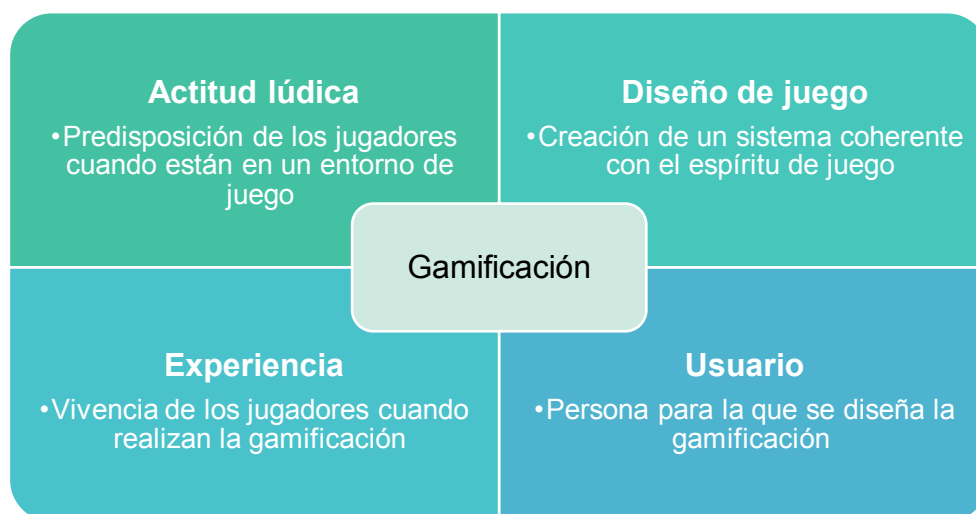 Actitud lúdica
•Predisposición de los jugadores
cuando están en un entorno de
juego
Diseño de juego
•Creación de un sistema coherente
con el espíritu de juego
Gamificación
Experiencia
•Vivencia de los jugadores cuando
realizan la gamificación
Usuario
•Persona para la que se diseña la
gamificación